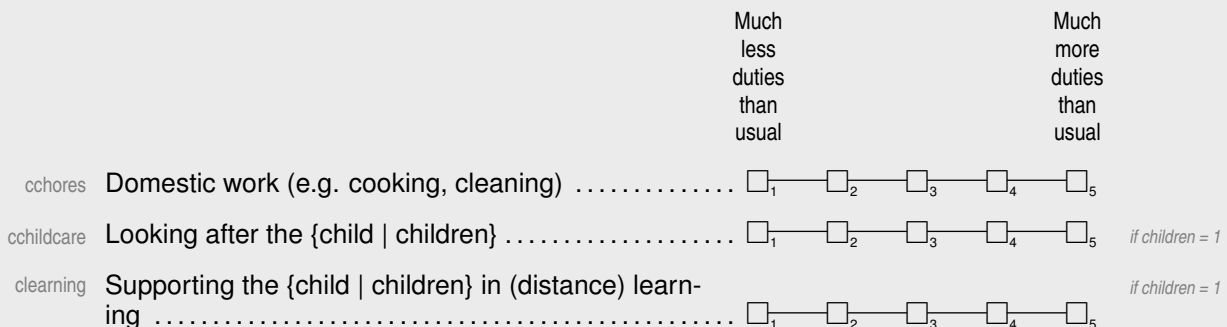 Much Much
less more
duties duties
than than
usual usual
cchores Domestic work (e.g. cooking, cleaning) .............. □1 □2 □3 □4 □5
cchildcare Looking after the {child | children} .................... □1 □2 □3 □4 □5 if children = 1
clearning Supporting the {child | children} in (distance) learn- if children = 1
ing .................................................. □1 □2 □3 □4 □5